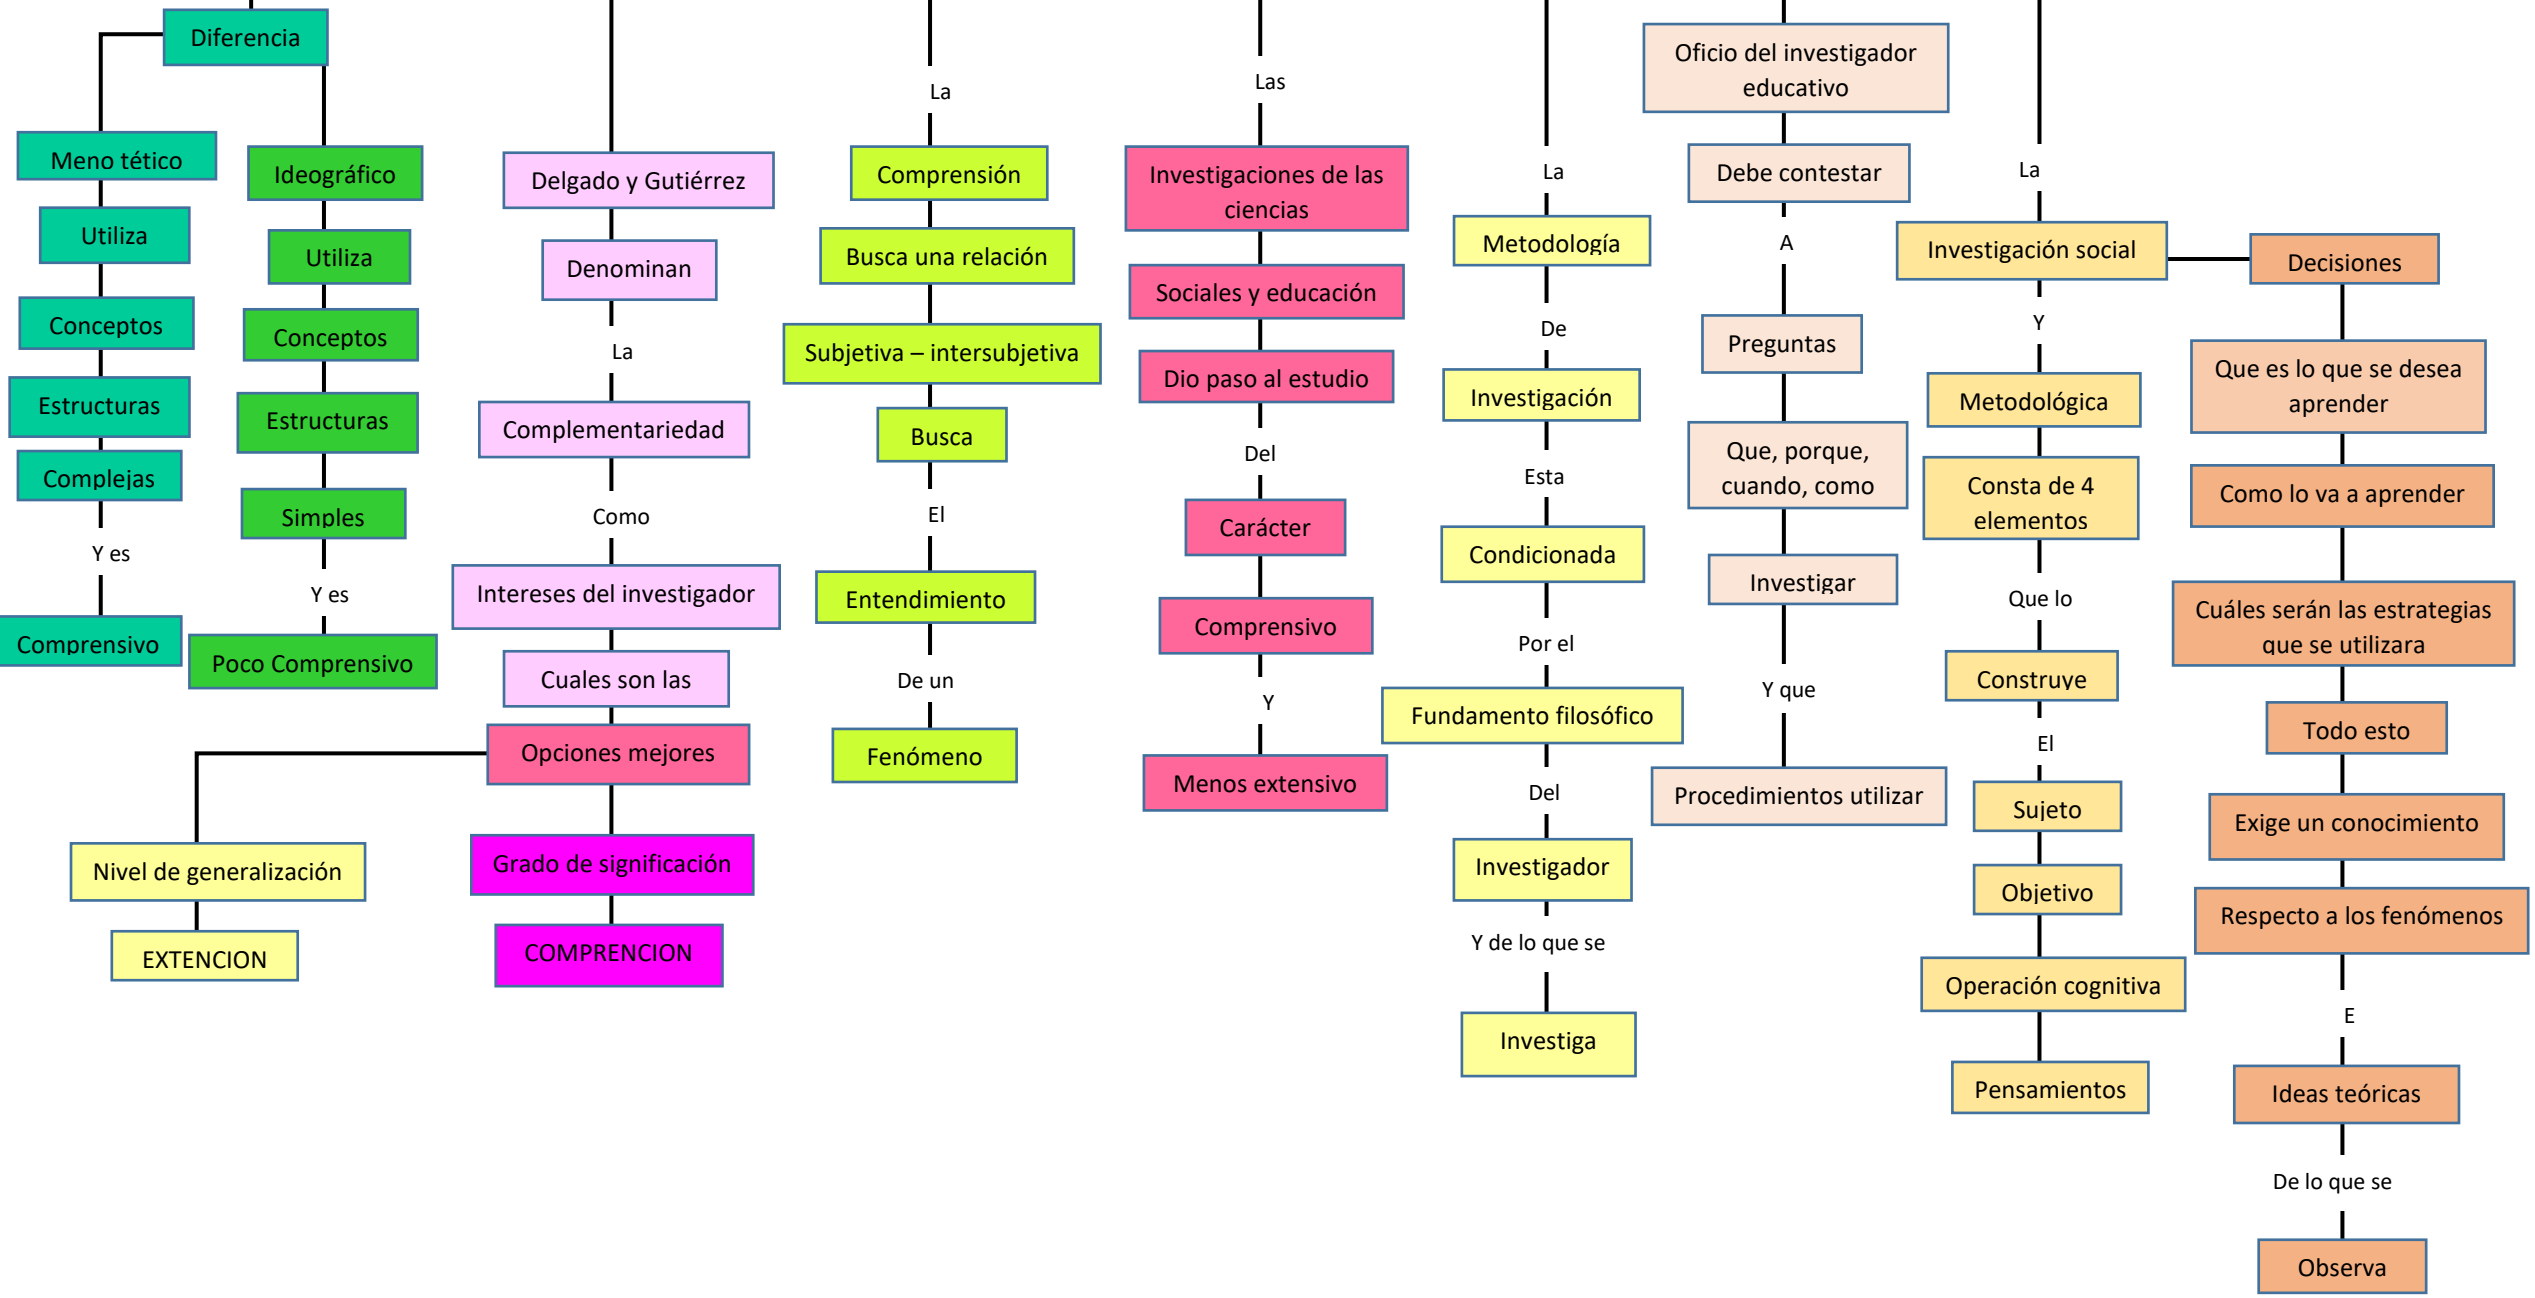 Diferencia
Meno tético
Utiliza
Conceptos
Estructuras
Complejas
Y es
Comprensivo
Ideográfico
Utiliza
Conceptos
Estructuras
Simples
Y es
Poco Comprensivo
Delgado y Gutiérrez
Denominan
La
Complementariedad
Como
Intereses del investigador
Cuales son las
Opciones mejores
Nivel de generalización
EXTENCION
Grado de significación
COMPRENCION
La
Comprensión
Busca una relación
Subjetiva – intersubjetiva
Busca
El
Entendimiento
De un
Fenómeno
Las
Investigaciones de las
ciencias
Sociales y educación
Dio paso al estudio
Del
Carácter
Comprensivo
Y
Menos extensivo
La
Metodología
De
Investigación
Esta
Condicionada
Por el
Fundamento filosófico
Del
Investigador
Y de lo que se
Investiga
Oficio del investigador
educativo
Debe contestar
A
Preguntas
Que, porque,
cuando, como
Investigar
Y que
Procedimientos utilizar
La
Investigación social
Y
Metodológica
Consta de 4
elementos
Que lo
Construye
El
Sujeto
Objetivo
Operación cognitiva
Pensamientos
Decisiones
Que es lo que se desea
aprender
Como lo va a aprender
Cuáles serán las estrategias
que se utilizara
Todo esto
Exige un conocimiento
Respecto a los fenómenos
E
Ideas teóricas
De lo que se
Observa